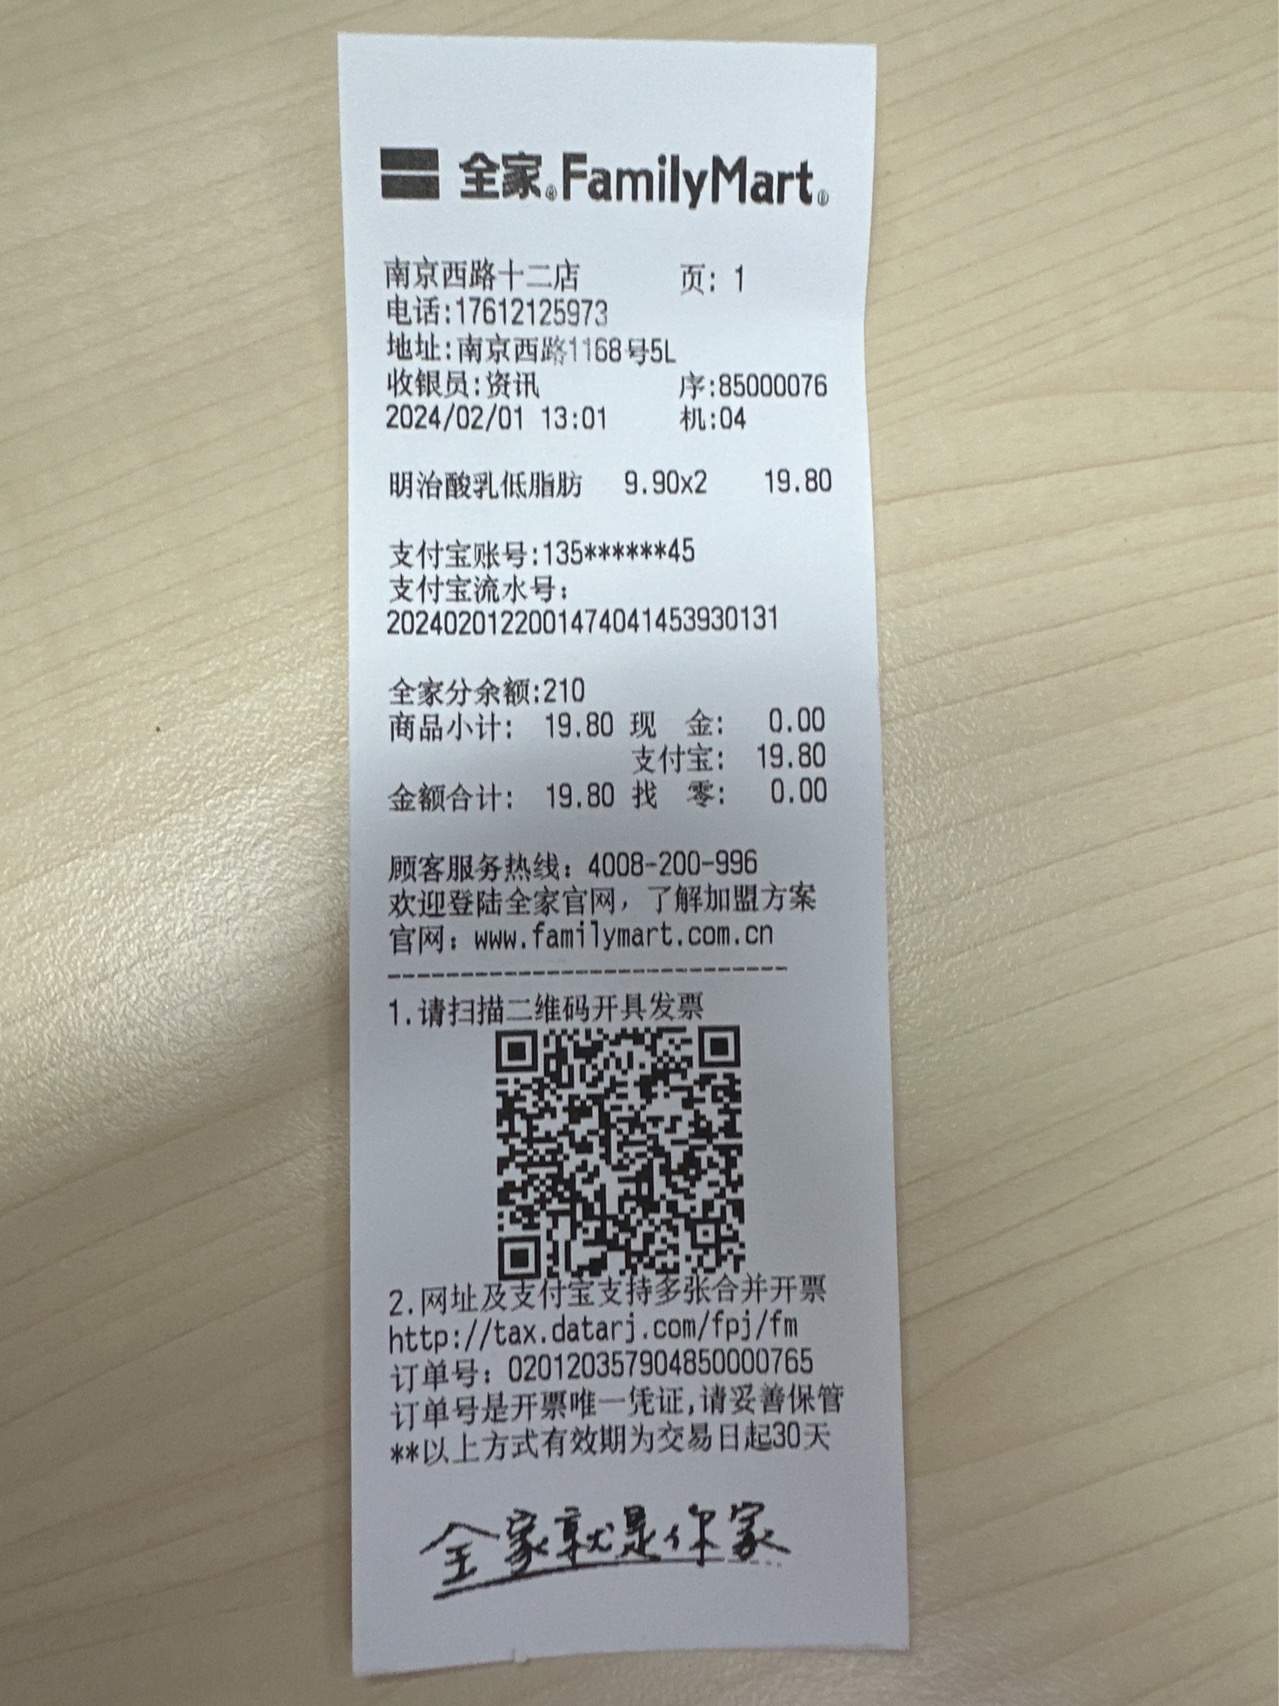 全家® FamilyMart®
南京西路十二店 页: 1
电话:17612125973
地址:南京西路1168号5L
收银员:资讯 序:85000076
2024/02/01 13:01 机:04
明治酸乳低脂肪 9.90x2 19.80
支付宝账号:135******45
支付宝流水号:
2024020122001474041453930131
全家分余额:210
商品小计: 19.80 现 金: 0.00
支付宝: 19.80
金额合计: 19.80 找 零: 0.00
顾客服务热线: 4008-200-996
欢迎登陆全家官网，了解加盟方案
官网: www.familymart.com.cn
----------------------------
1.请扫描二维码开具发票
2.网址及支付宝支持多张合并开票
http://tax.datarj.com/fpj/fm
订单号: 0201203579048500​00765
订单号是开票唯一凭证,请妥善保管
**以上方式有效期为交易日起30天
全家就是你家